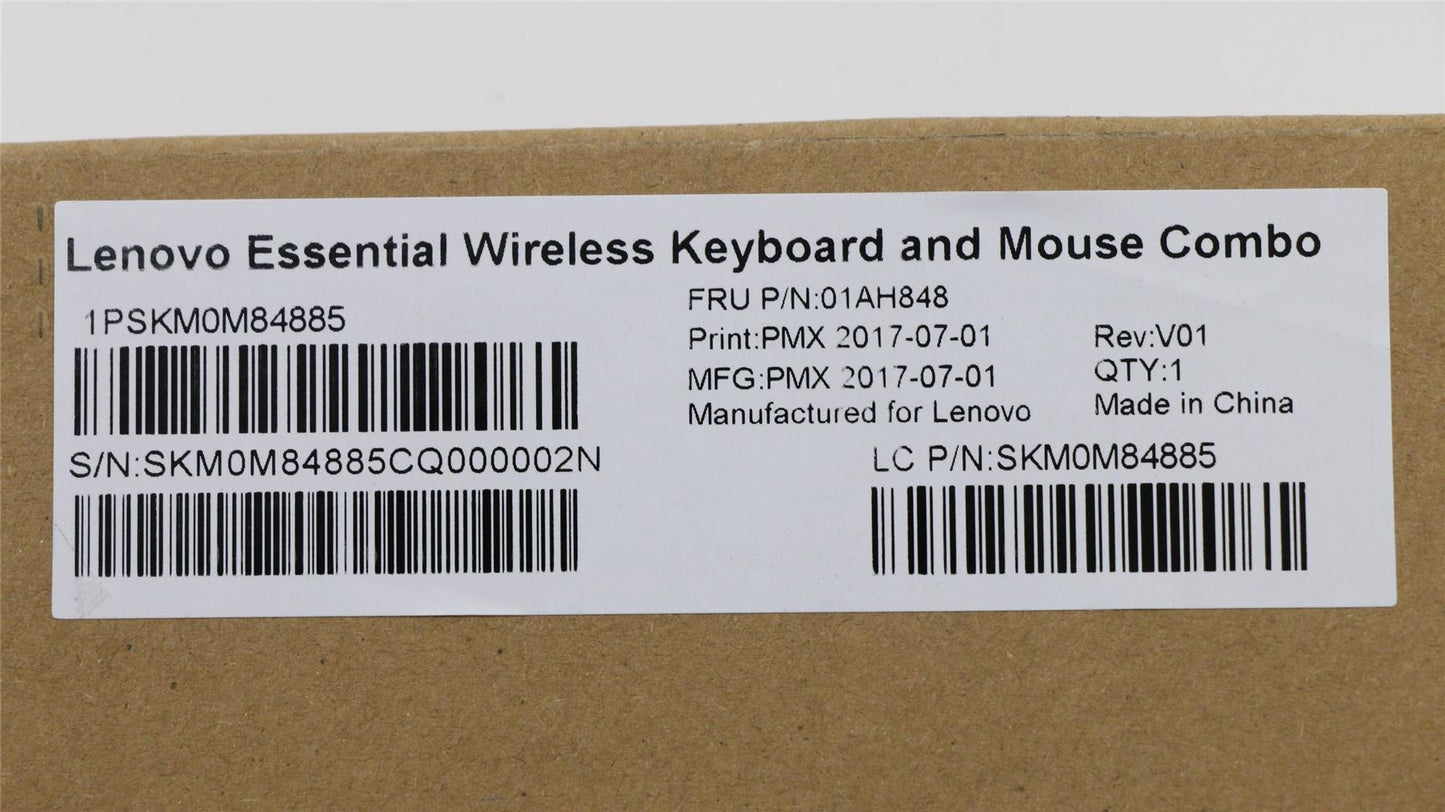 Lenovo Essential Wireless Keyboard and Mouse Combo
1PSKM0M84885
S/N:SKM0M84885CQ000002N
FRU P/N:01AH848
Print:PMX 2017-07-01
MFG:PMX 2017-07-01
Manufactured for Lenovo
Rev:V01
QTY:1
Made in China
LC P/N:SKM0M84885